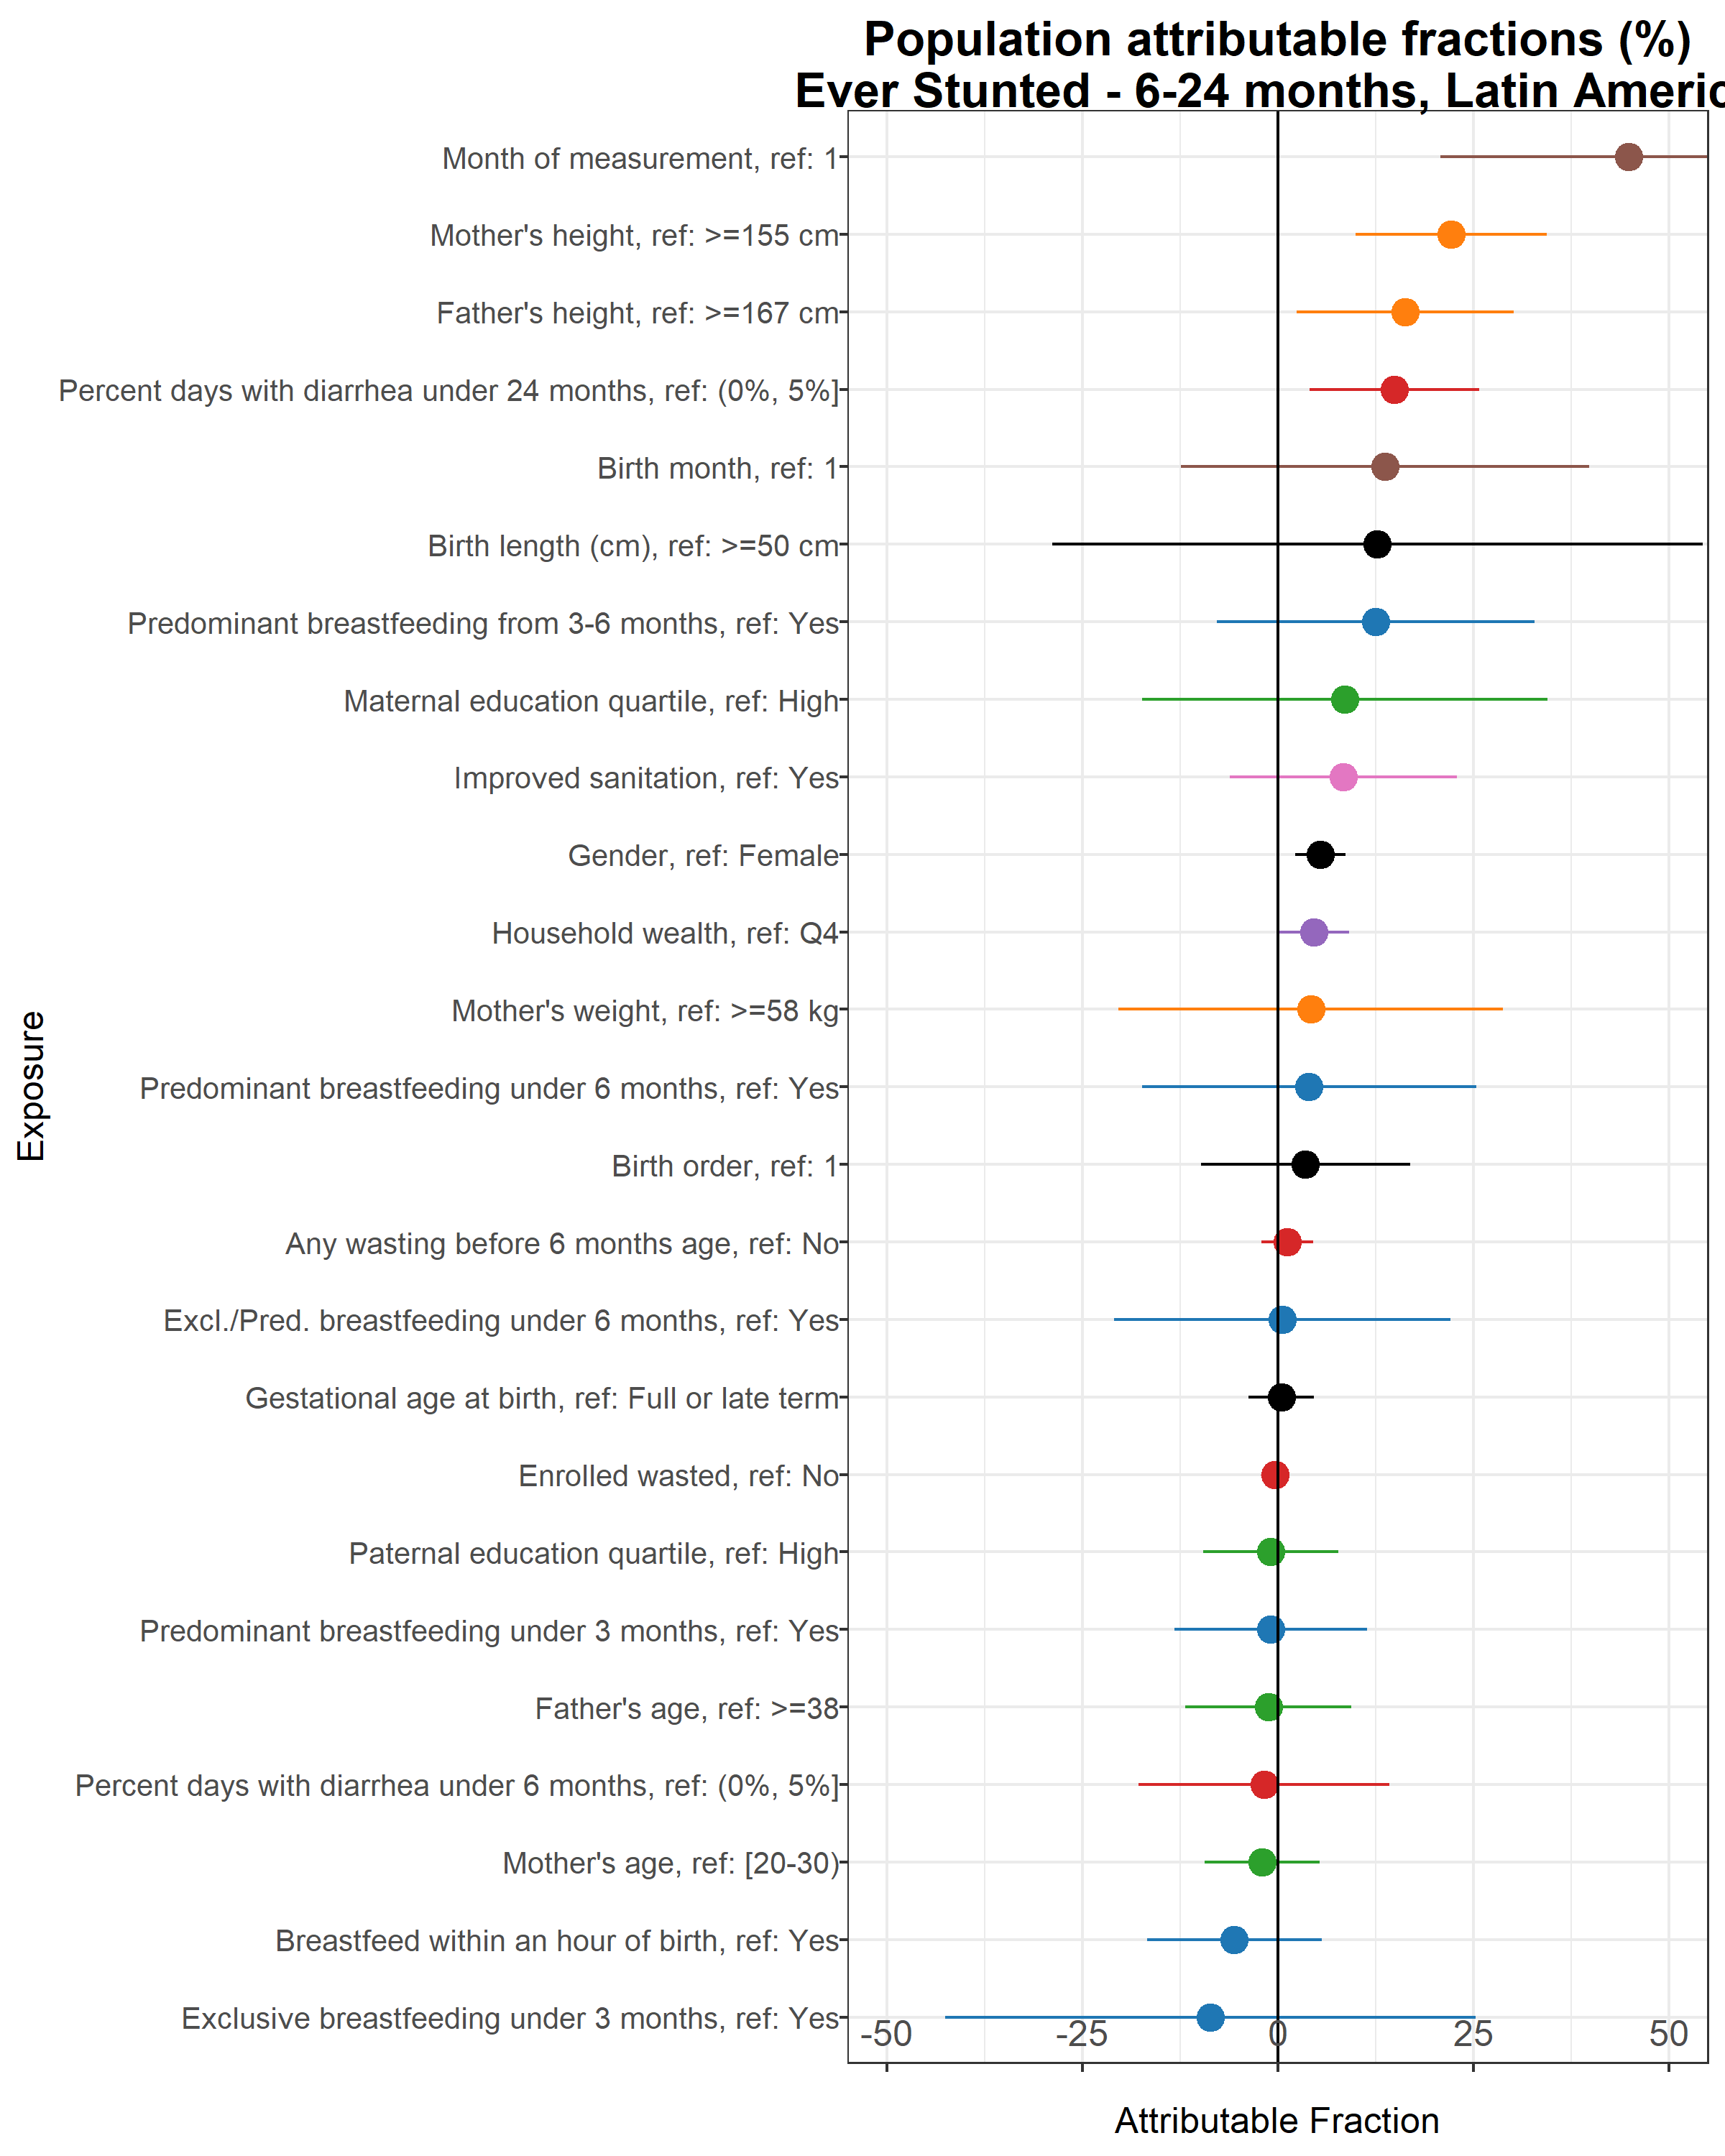 Population attributable fractions (%)
Ever Stunted - 6-24 months, Latin Americ
Month of measurement, ref: 1
Mother's height, ref: >=155 cm
Father's height, ref: >=167 cm
Percent days with diarrhea under 24 months, ref: (0%, 5%]
Birth month, ref: 1
Birth length (cm), ref: >=50 cm
Predominant breastfeeding from 3-6 months, ref: Yes
Maternal education quartile, ref: High
Improved sanitation, ref: Yes
Gender, ref: Female
Household wealth, ref: Q4
Mother's weight, ref: >=58 kg
Predominant breastfeeding under 6 months, ref: Yes
Birth order, ref: 1
Any wasting before 6 months age, ref: No
Excl./Pred. breastfeeding under 6 months, ref: Yes
Gestational age at birth, ref: Full or late term
Enrolled wasted, ref: No
Paternal education quartile, ref: High
Predominant breastfeeding under 3 months, ref: Yes
Father's age, ref: >=38
Percent days with diarrhea under 6 months, ref: (0%, 5%]
Mother's age, ref: [20-30)
Breastfeed within an hour of birth, ref: Yes
Exclusive breastfeeding under 3 months, ref: Yes
Exposure
-50 -25 0 25 50
Attributable Fraction